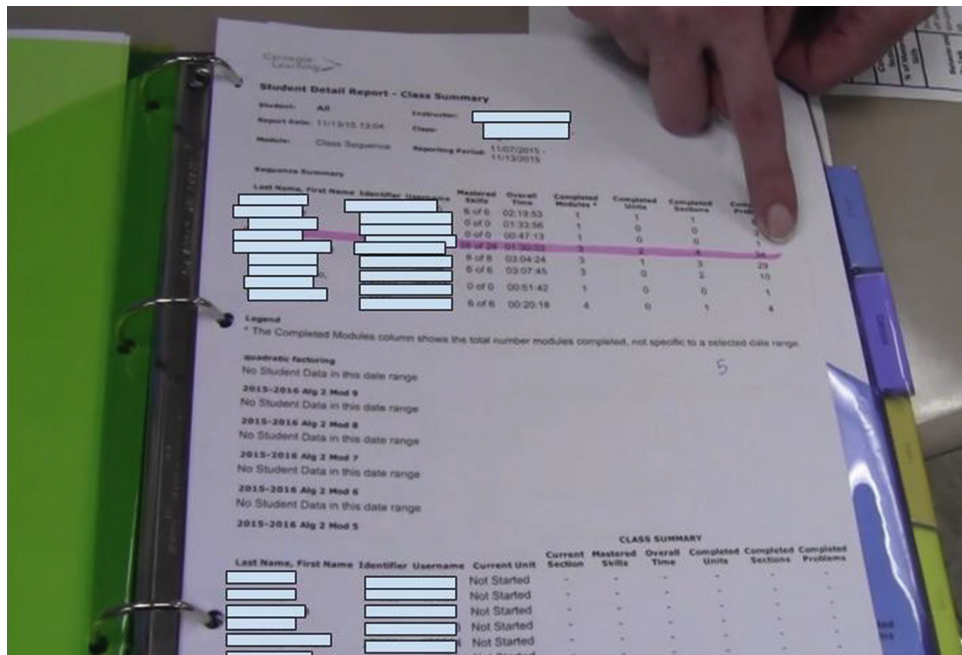 Carnegie
Learning
Student Detail Report - Class Summary
Student: All Instructor:
Report Date: 11/13/15 13:04 Class:
Module: Class Sequence Reporting Period: 11/07/2015 -
11/13/2015
Sequence Summary
Last Name, First Name Identifier Username Mastered Skills Overall Time Completed Modules * Completed Units Completed Sections
6 of 6 02:19:53 1 1 1
0 of 0 01:33:56 1 0 0
0 of 0 00:47:13 1 0 0 1
28 of 28 01:30:03 3 2 4 34
6 of 6 03:04:24 3 1 3 29
6 of 6 03:07:45 3 0 2 10
0 of 0 00:51:42 1 0 0 1
6 of 6 00:20:18 4 0 1 4
Legend
* The Completed Modules column shows the total number modules completed, not specific to a selected date range.
5
quadratic factoring
No Student Data in this date range
2015-2016 Alg 2 Mod 9
No Student Data in this date range
2015-2016 Alg 2 Mod 8
No Student Data in this date range
2015-2016 Alg 2 Mod 7
No Student Data in this date range
2015-2016 Alg 2 Mod 6
No Student Data in this date range
2015-2016 Alg 2 Mod 5
CLASS SUMMARY
Last Name, First Name Identifier Username Current Unit Current Section Mastered Skills Overall Time Completed Units Completed Sections Completed Problems
Not Started - - - - - -
Not Started - - - - - -
Not Started - - - - - -
Not Started - - - - - -
Not Started - - - - - -